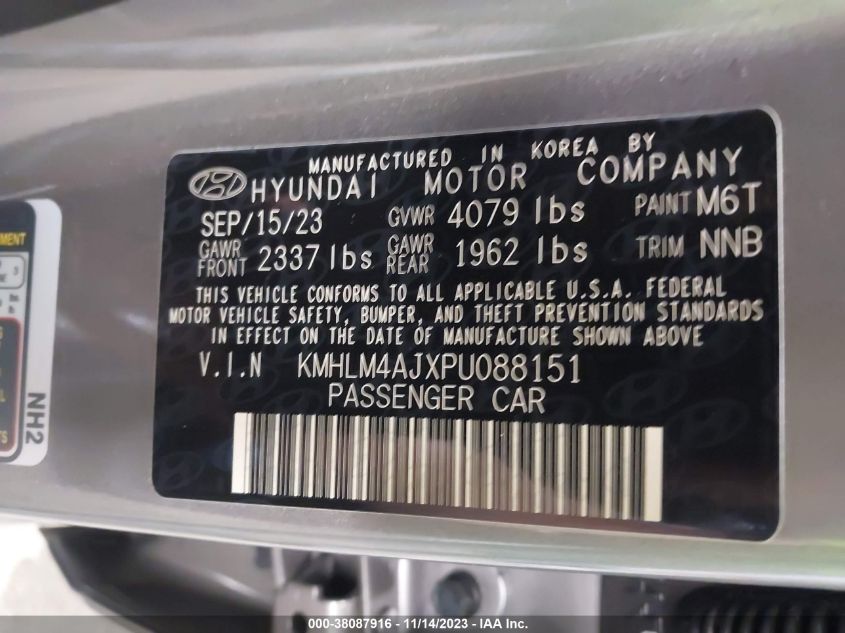 MANUFACTURED IN KOREA BY
HYUNDAI MOTOR COMPANY
SEP/15/23 GVWR 4079 lbs PAINT M6T
GAWR FRONT 2337 lbs GAWR REAR 1962 lbs TRIM NNB
THIS VEHICLE CONFORMS TO ALL APPLICABLE U.S.A. FEDERAL
MOTOR VEHICLE SAFETY, BUMPER, AND THEFT PREVENTION STANDARDS
IN EFFECT ON THE DATE OF MANUFACTURE SHOWN ABOVE
V.I.N KMHLM4AJXPU088151
PASSENGER CAR
NH2
000-38087916 - 11/14/2023 - IAA Inc.